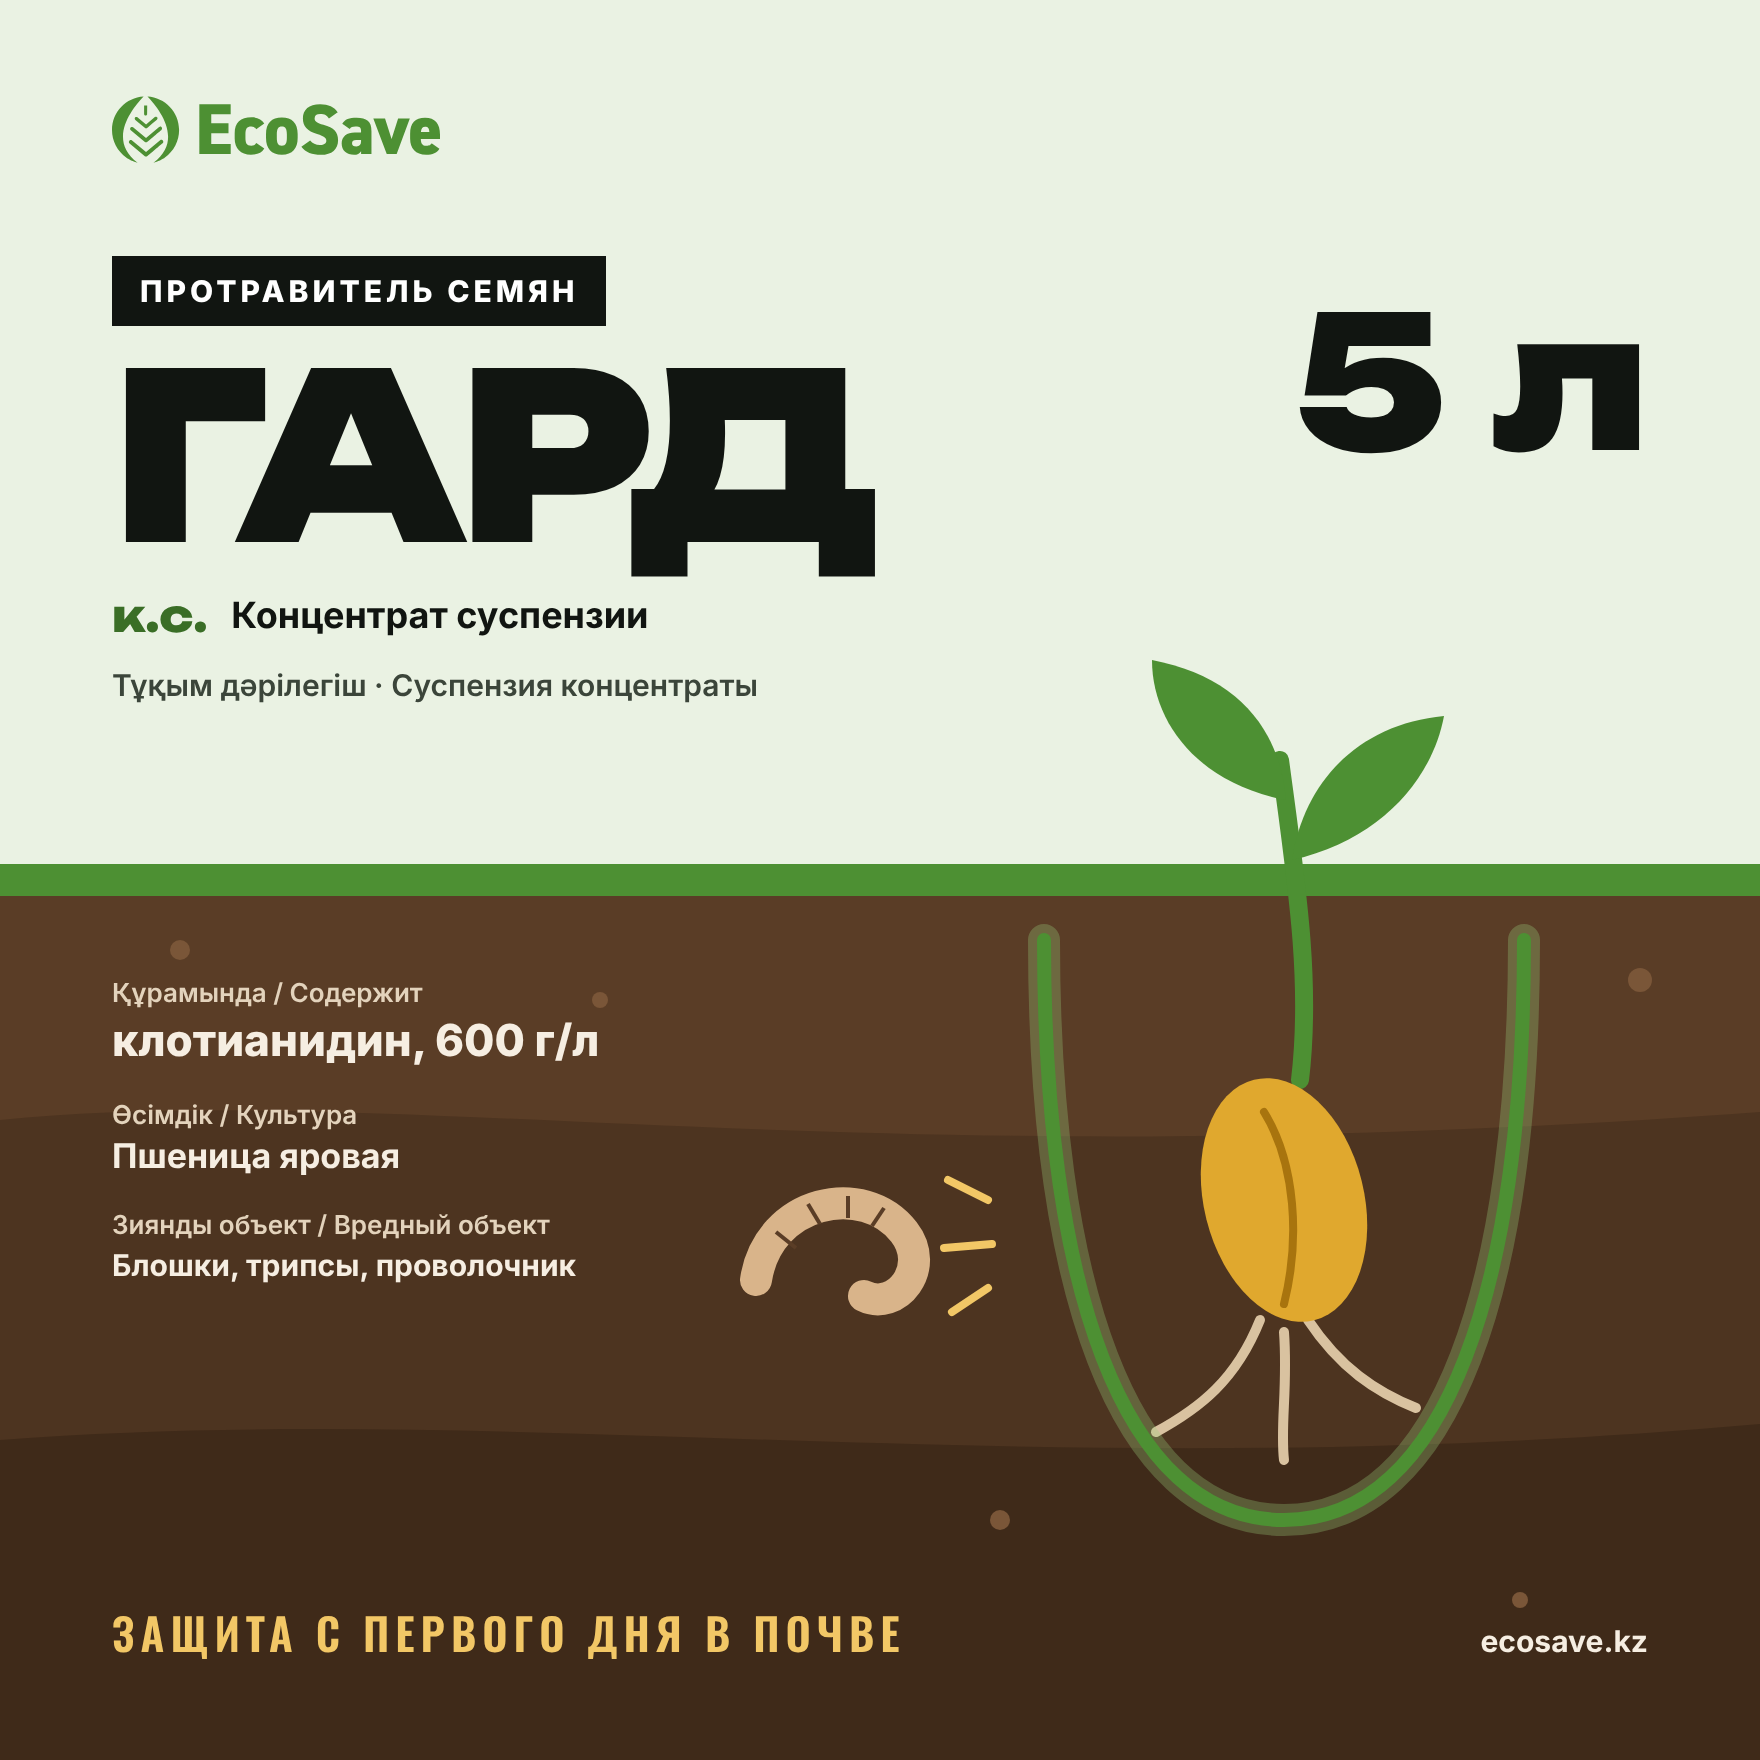 EcoSave
ПРОТРАВИТЕЛЬ СЕМЯН
ГАРД
5 л
к.с. Концентрат суспензии
Тұқым дәрілегіш · Суспензия концентраты
Құрамында / Содержит
клотианидин, 600 г/л
Өсімдік / Культура
Пшеница яровая
Зиянды объект / Вредный объект
Блошки, трипсы, проволочник
ЗАЩИТА С ПЕРВОГО ДНЯ В ПОЧВЕ
ecosave.kz